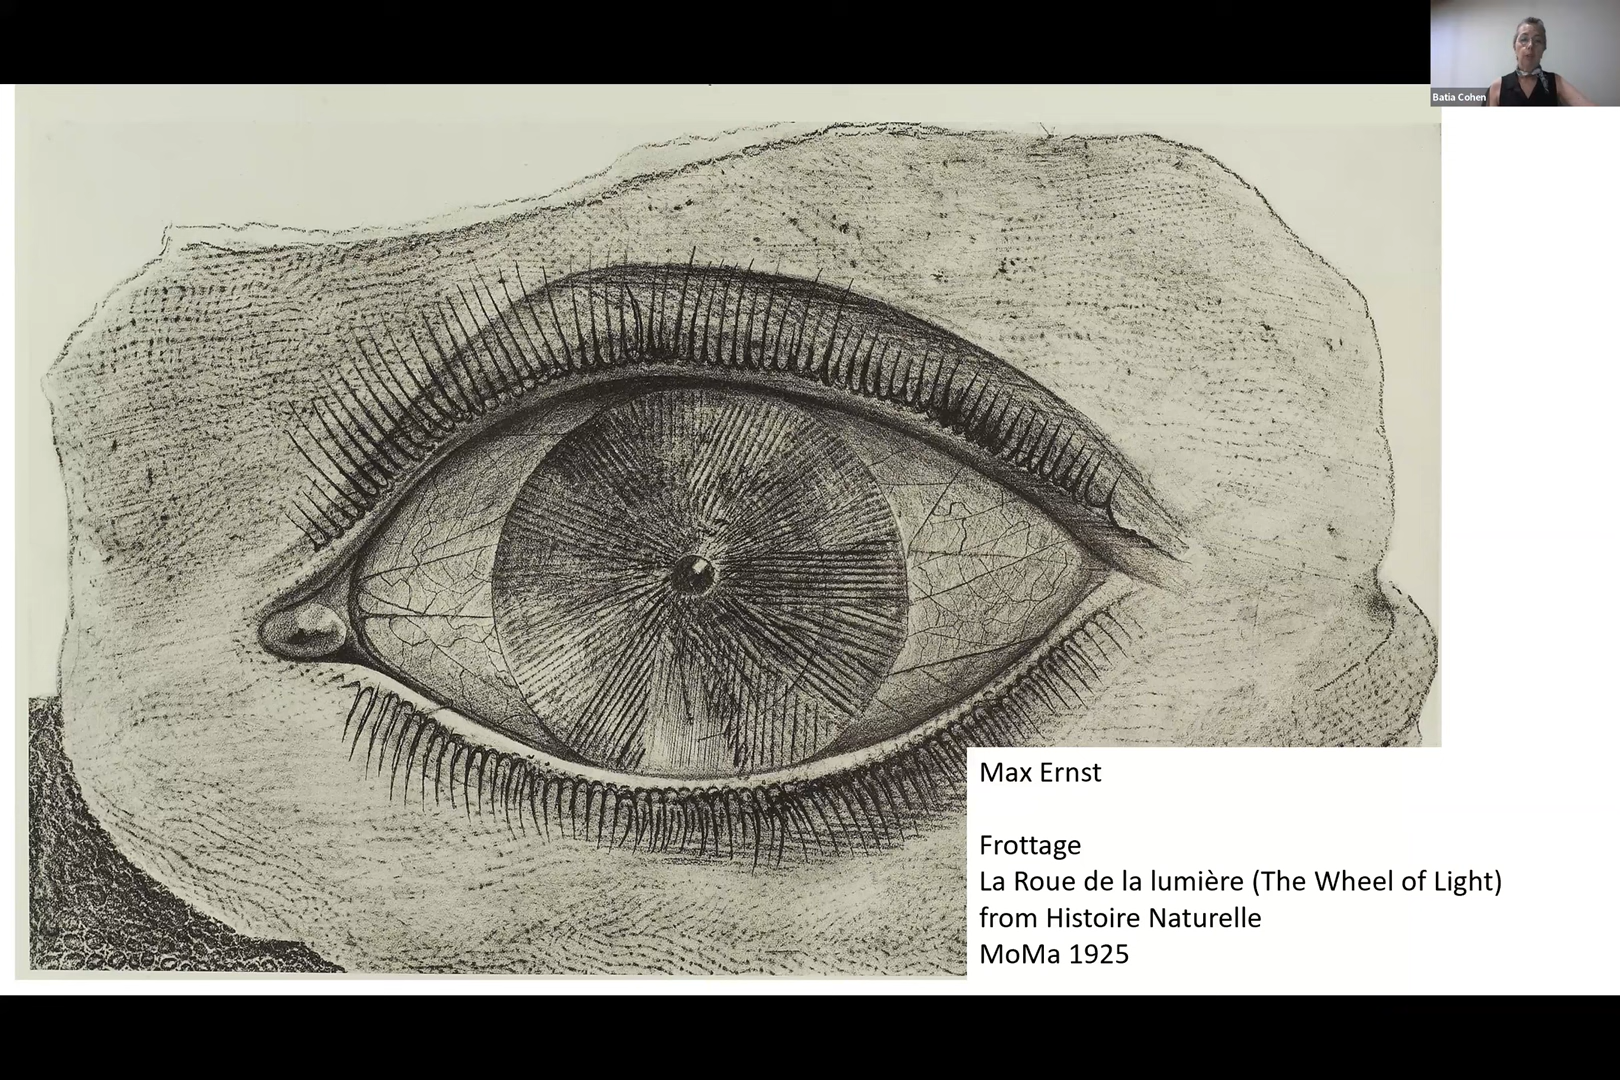 Batia Cohen
Max Ernst
Frottage
La Roue de la lumière (The Wheel of Light)
from Histoire Naturelle
MoMa 1925